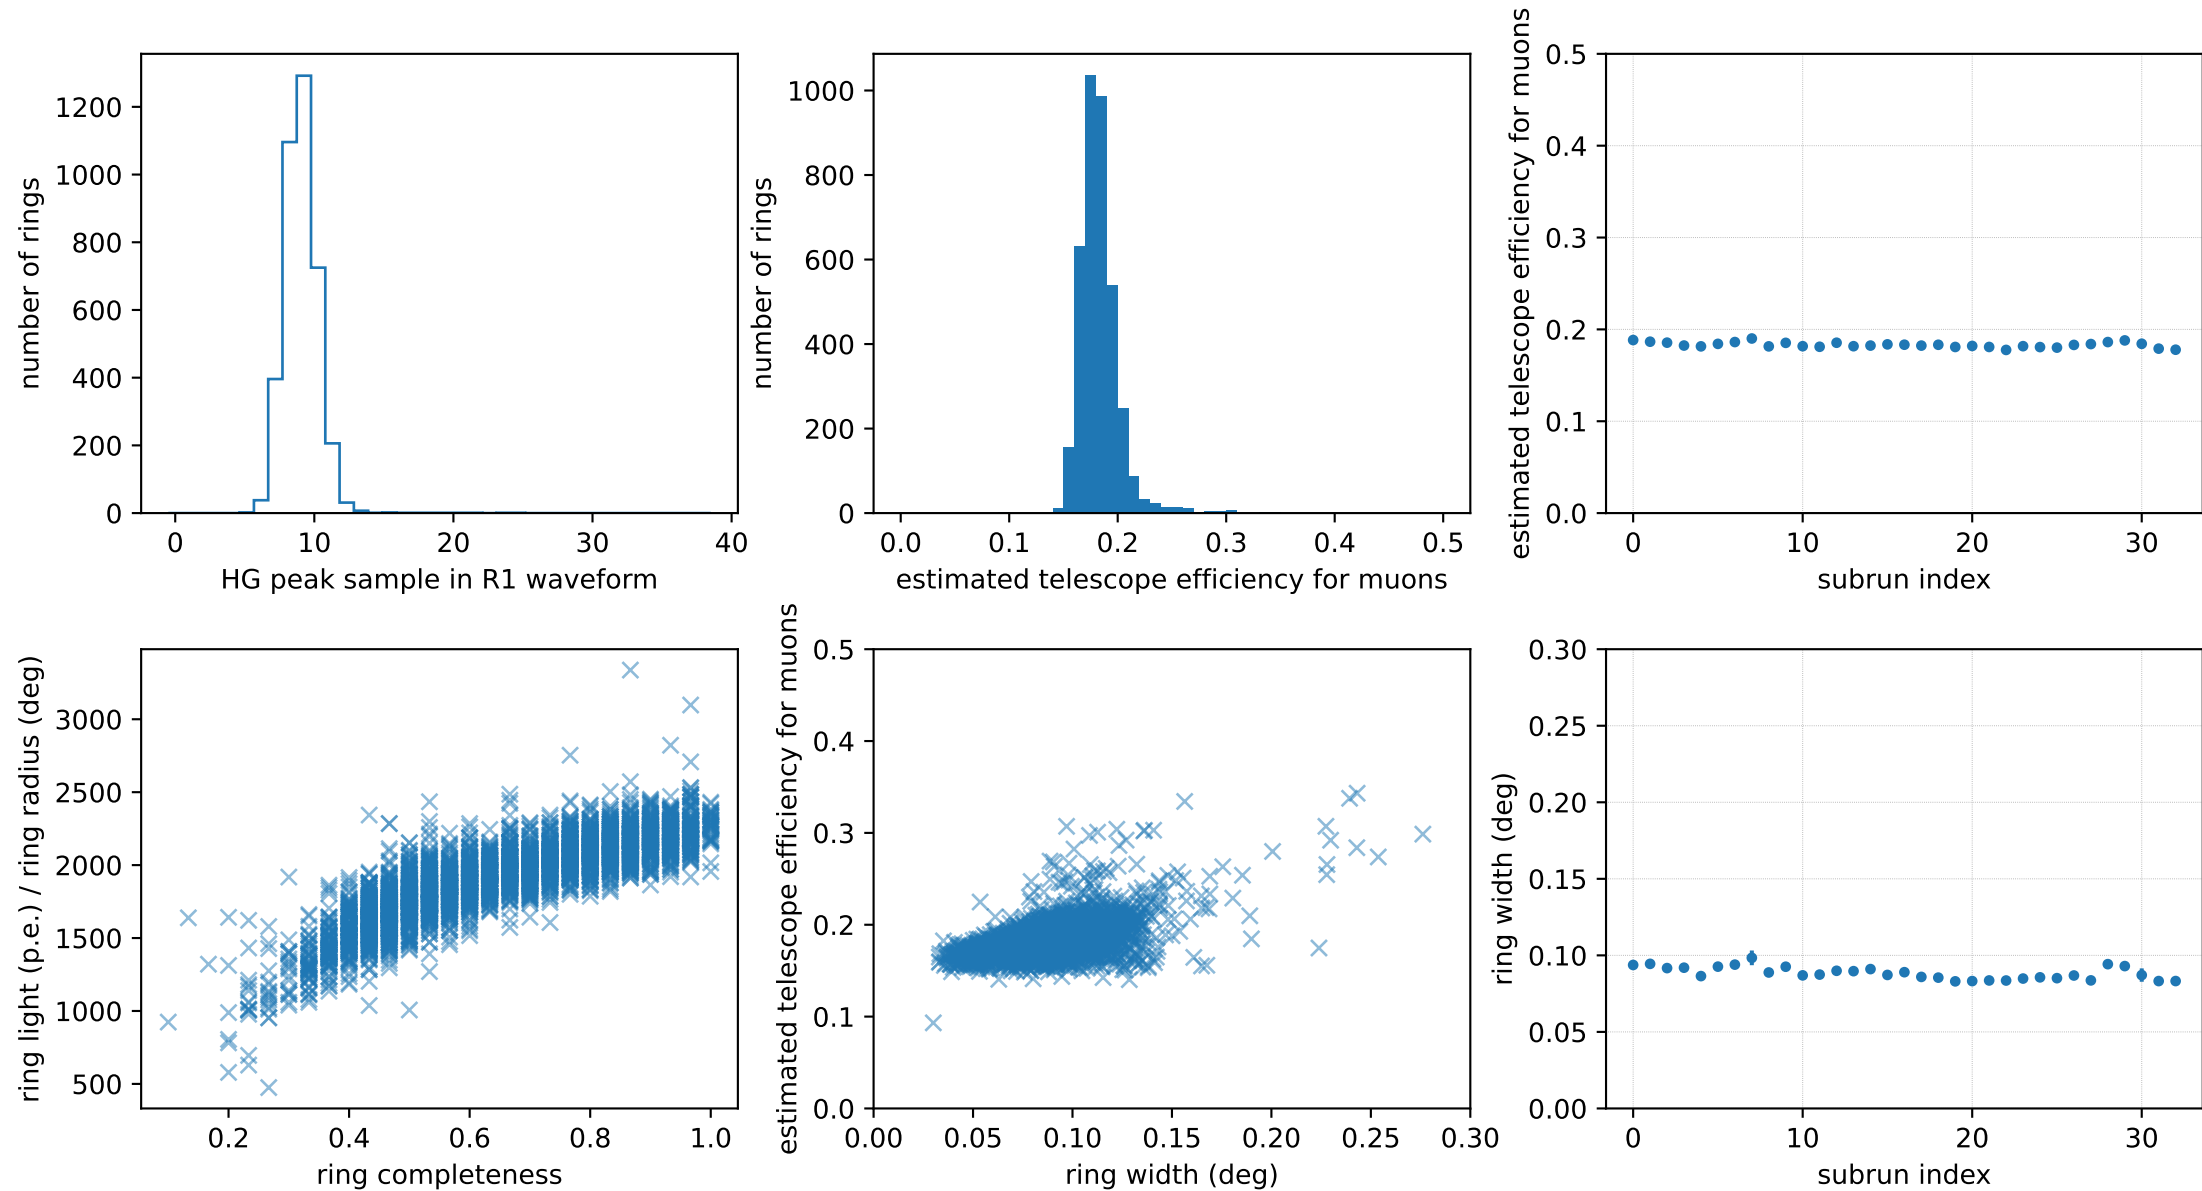 1200
1000
800
600
400
200
0
number of rings
0 10 20 30 40
HG peak sample in R1 waveform
1000
800
600
400
200
0
number of rings
0.0 0.1 0.2 0.3 0.4 0.5
estimated telescope efficiency for muons
0.5
0.4
0.3
0.2
0.1
0.0
estimated telescope efficiency for muons
0 10 20 30
subrun index
3000
2500
2000
1500
1000
500
ring light (p.e.) / ring radius (deg)
0.2 0.4 0.6 0.8 1.0
ring completeness
0.5
0.4
0.3
0.2
0.1
0.0
estimated telescope efficiency for muons
0.00 0.05 0.10 0.15 0.20 0.25 0.30
ring width (deg)
0.30
0.25
0.20
0.15
0.10
0.05
0.00
ring width (deg)
0 10 20 30
subrun index